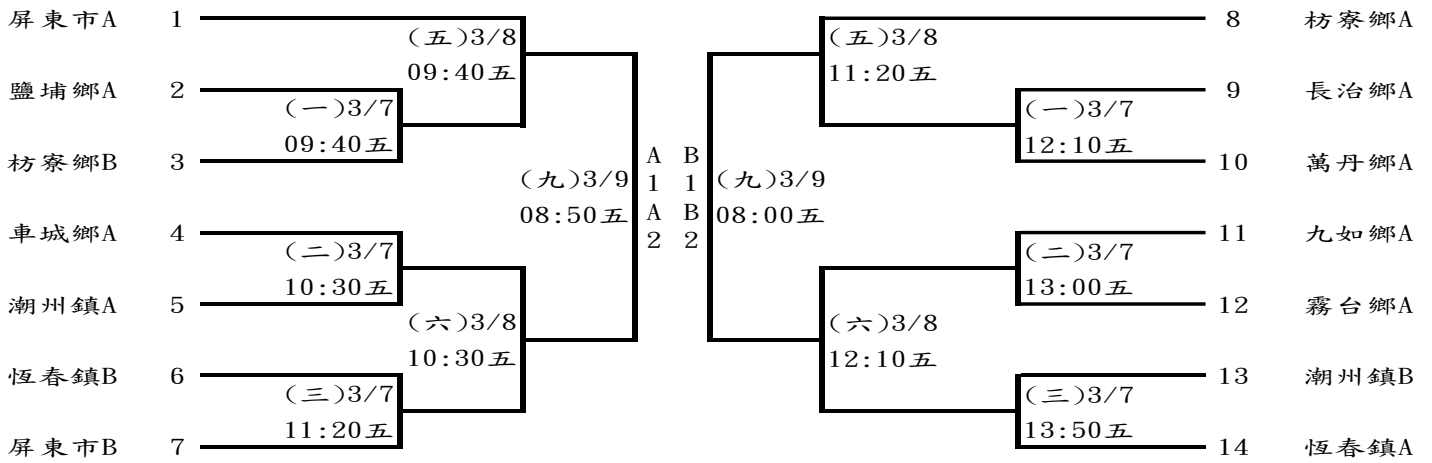 屏東市A 1
(五)3/8
09:40五
鹽埔鄉A 2
(一)3/7
09:40五
枋寮鄉B 3
(九)3/9
08:50五
車城鄉A 4
(二)3/7
10:30五
潮州鎮A 5
(六)3/8
10:30五
恆春鎮B 6
(三)3/7
11:20五
屏東市B 7
A B
1 1
A B
2 2
8 枋寮鄉A
(五)3/8
11:20五
9 長治鄉A
(一)3/7
12:10五
10 萬丹鄉A
(九)3/9
08:00五
11 九如鄉A
(二)3/7
13:00五
12 霧台鄉A
(六)3/8
12:10五
13 潮州鎮B
(三)3/7
13:50五
14 恆春鎮A